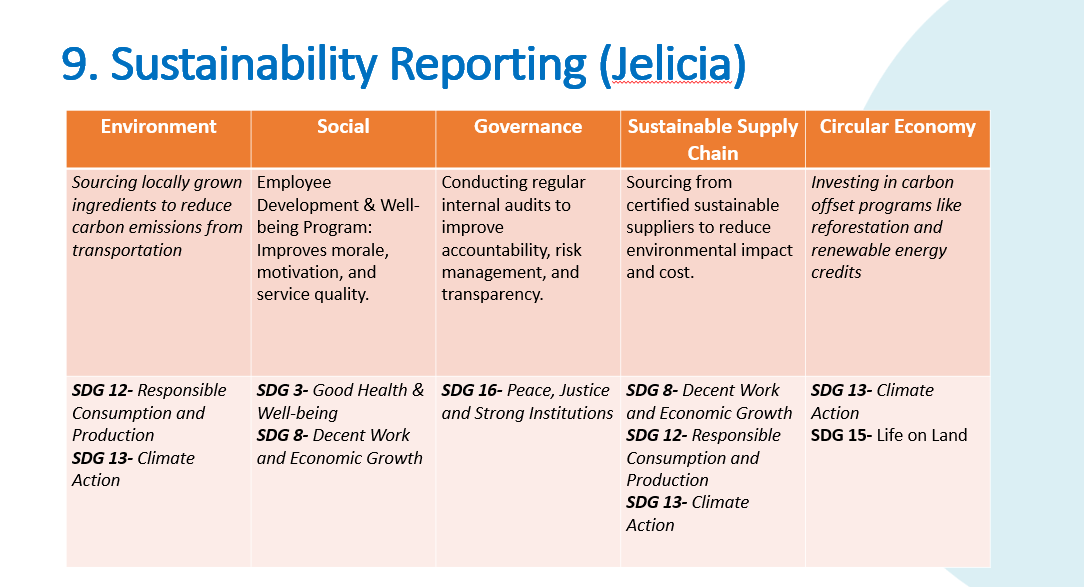 9. Sustainability Reporting (Jelicia)
Environment
Social
Governance
Sustainable Supply
Chain
Circular Economy
Sourcing locally grown
ingredients to reduce
carbon emissions from
transportation
Employee
Development & Well-
being Program:
Improves morale,
motivation, and
service quality.
Conducting regular
internal audits to
improve
accountability, risk
management, and
transparency.
Sourcing from
certified sustainable
suppliers to reduce
environmental impact
and cost.
Investing in carbon
offset programs like
reforestation and
renewable energy
credits
SDG 12- Responsible
Consumption and
Production
SDG 13- Climate
Action
SDG 3- Good Health &
Well-being
SDG 8- Decent Work
and Economic Growth
SDG 16- Peace, Justice
and Strong Institutions
SDG 8- Decent Work
and Economic Growth
SDG 12- Responsible
Consumption and
Production
SDG 13- Climate
Action
SDG 13- Climate
Action
SDG 15- Life on Land